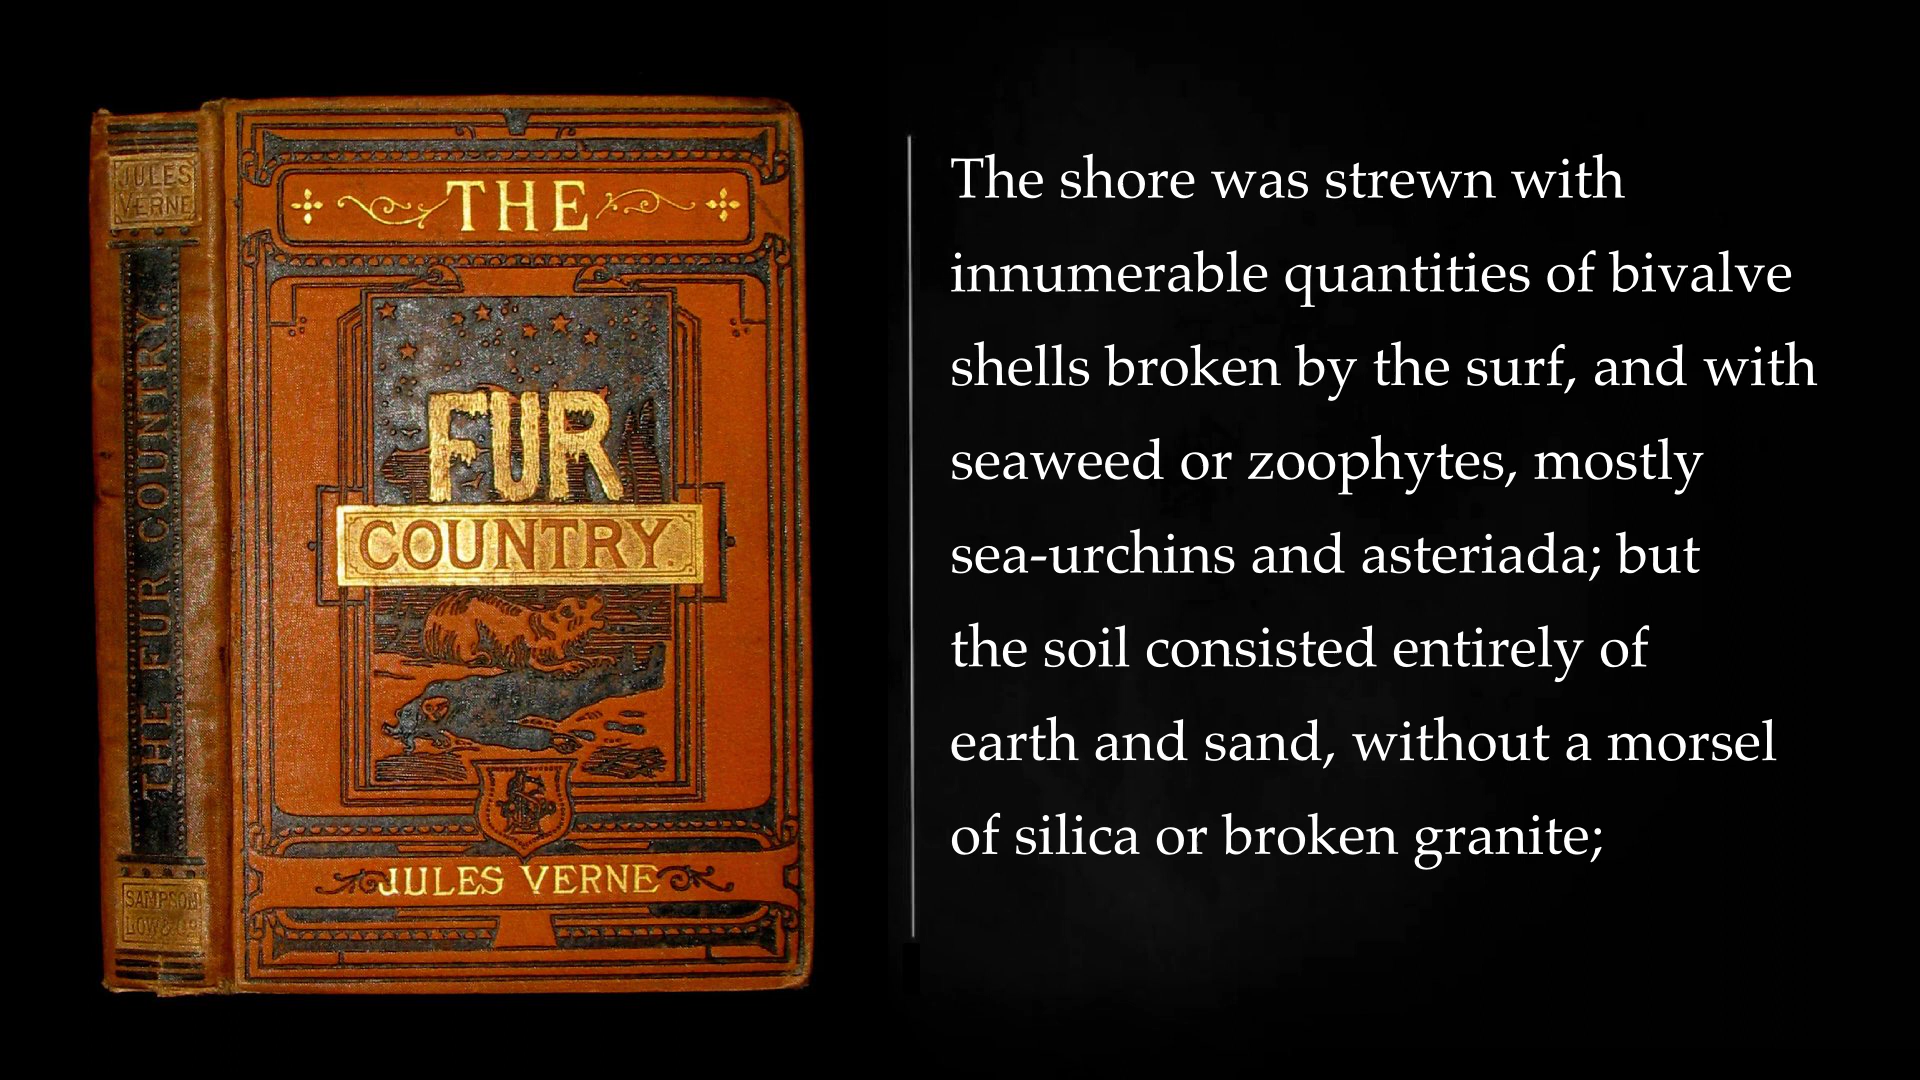 JULES
VERNE
THE FUR COUNTRY.
SAMPSON
LOW & Co
THE
FUR
COUNTRY.
JULES VERNE
The shore was strewn with
innumerable quantities of bivalve
shells broken by the surf, and with
seaweed or zoophytes, mostly
sea-urchins and asteriada; but
the soil consisted entirely of
earth and sand, without a morsel
of silica or broken granite;